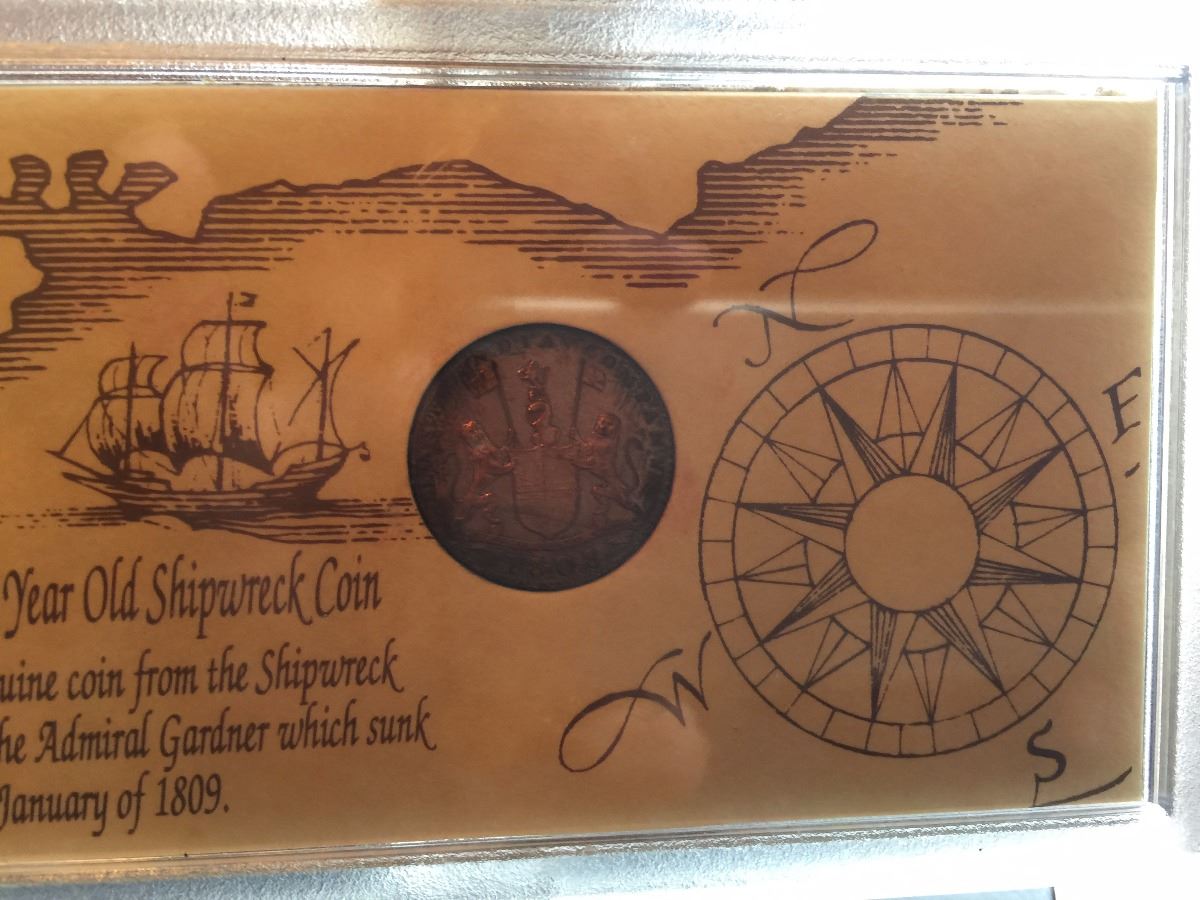 N
E
S
W
Year Old Shipwreck Coin
uine coin from the Shipwreck
he Admiral Gardner which sunk
January of 1809.